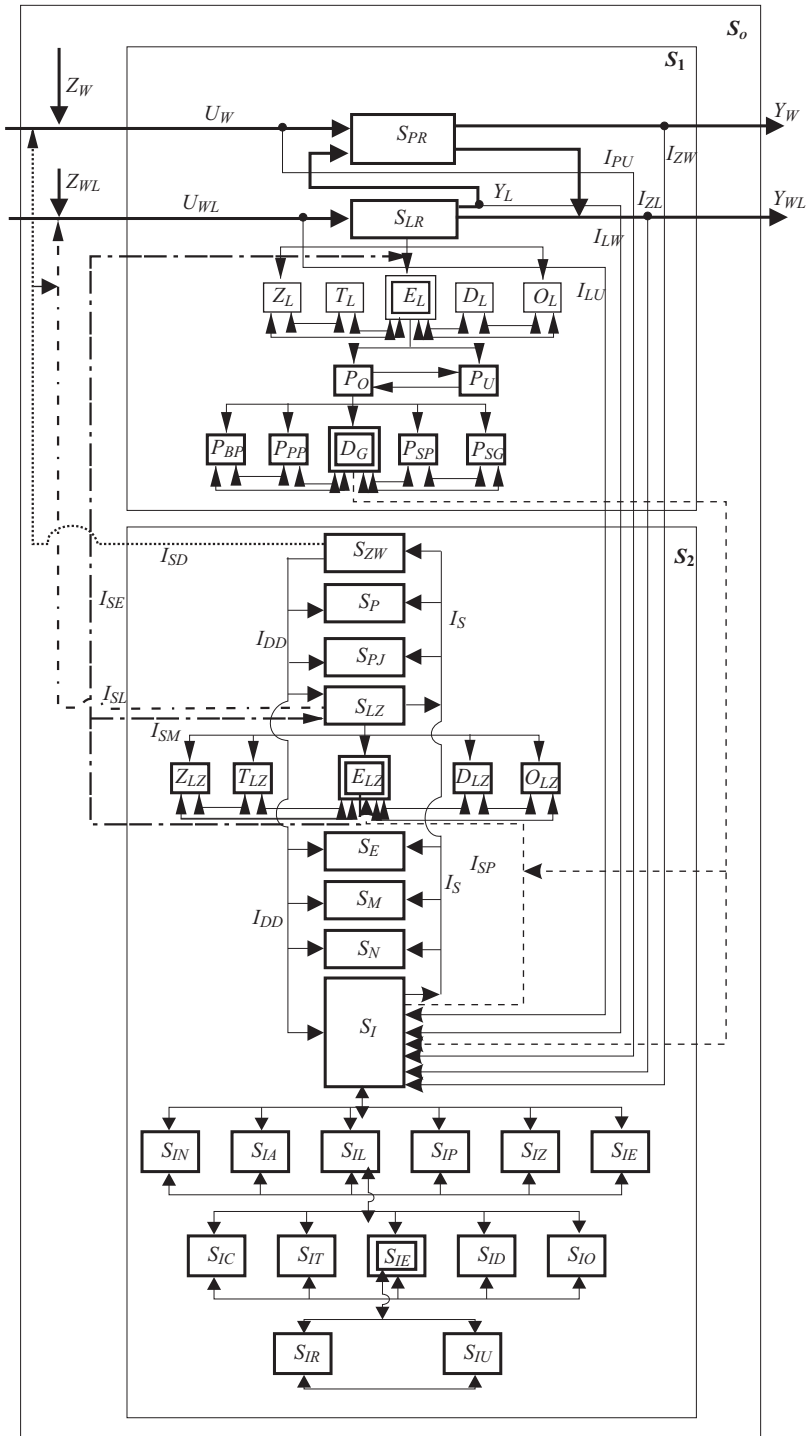 S_o
S_1
Z_W
U_W
Y_W
S_PR
I_PU
I_ZW
Z_WL
Y_L
I_ZL
Y_WL
U_WL
S_LR
I_LW
I_LU
Z_L T_L E_L D_L O_L
P_O P_U
P_BP P_PP D_G P_SP P_SG
S_ZW
S_2
I_SD
I_SE
S_P
I_S
I_DD
S_PJ
I_SL
S_LZ
I_SM
Z_LZ T_LZ E_LZ D_LZ O_LZ
S_E
I_SP
I_S
S_M
I_DD
S_N
S_I
S_IN S_IA S_IL S_IP S_IZ S_IE
S_IC S_IT S_IE S_ID S_IO
S_IR S_IU